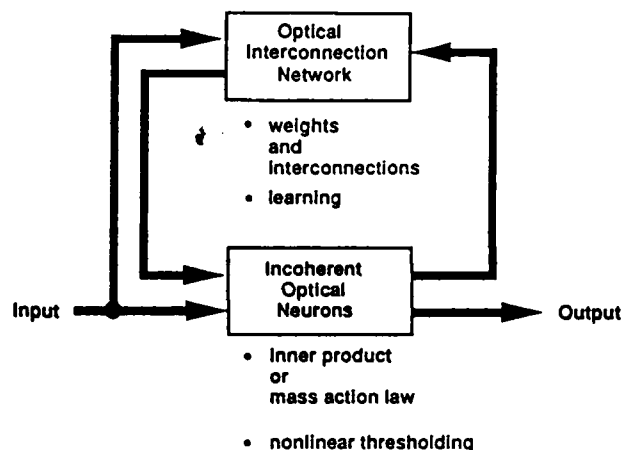 Optical
Interconnection
Network
• weights
and
interconnections
• learning
Input
Incoherent
Optical
Neurons
Output
• inner product
or
mass action law
• nonlinear thresholding